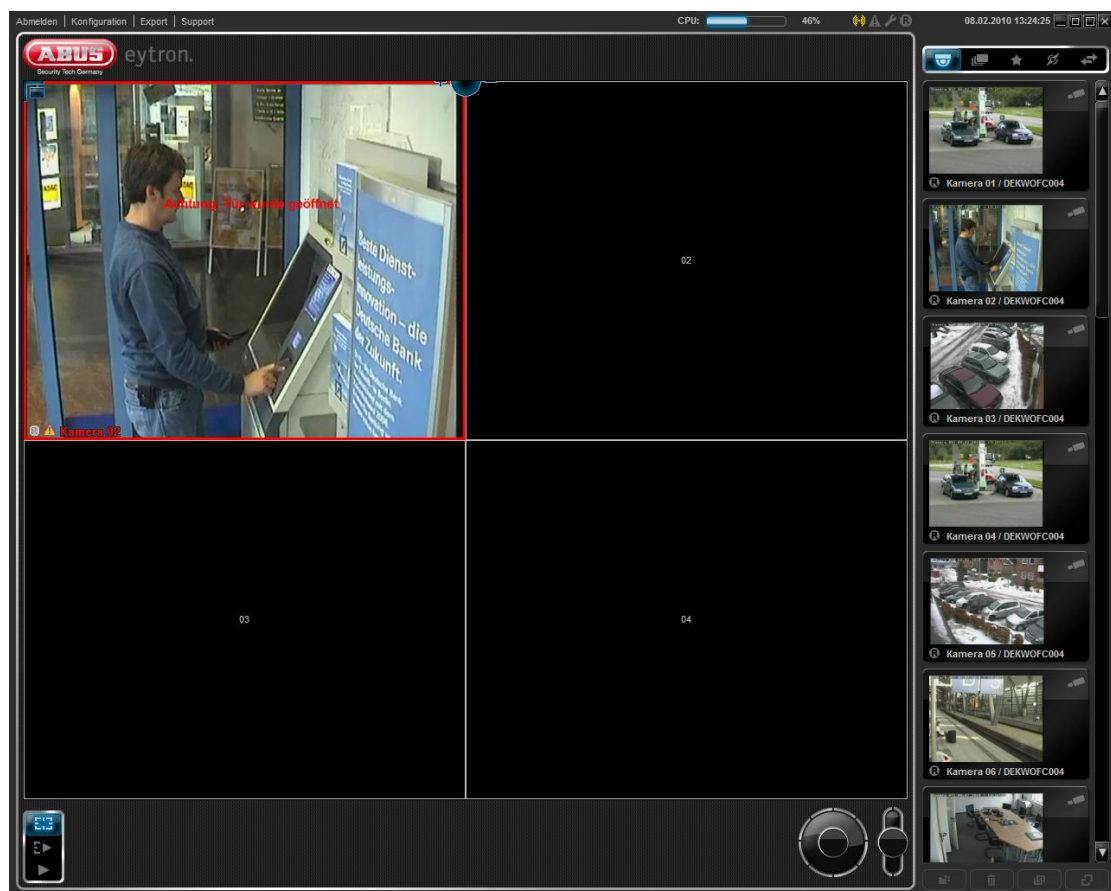 Abmelden | Konfiguration | Export | Support
CPU: 46%
08.02.2010 13:24:25
ABUS
Security Tech Germany
eytron.
ADAC
ADAC
Achtung: Tür wurde geöffnet
Beste Dienst-
leistungs-
innovation – die
Deutsche Bank
der Zukunft.
Kamera 02
02
03
04
Kamera 01 / DEKWOFC004
Kamera 02 / DEKWOFC004
Kamera 03 / DEKWOFC004
Kamera 04 / DEKWOFC004
Kamera 05 / DEKWOFC004
Kamera 06 / DEKWOFC004